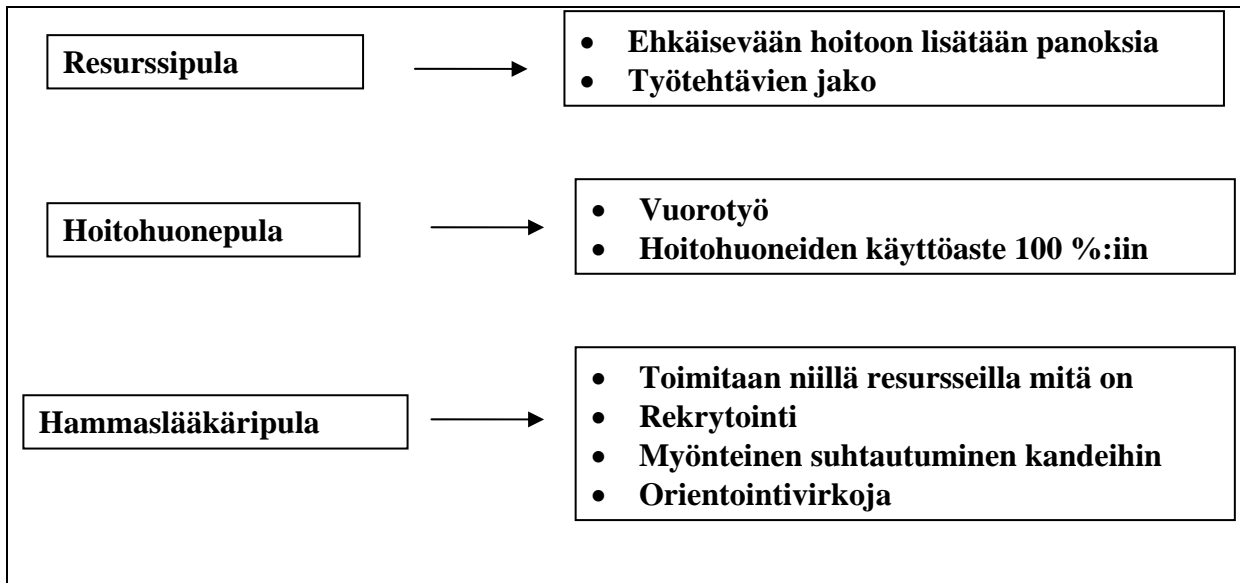 Resurssipula
• Ehkäisevään hoitoon lisätään panoksia
• Työtehtävien jako
Hoitohuonepula
• Vuorotyö
• Hoitohuoneiden käyttöaste 100 %:iin
Hammaslääkäripula
• Toimitaan niillä resursseilla mitä on
• Rekrytointi
• Myönteinen suhtautuminen kandeihin
• Orientointivirkoja